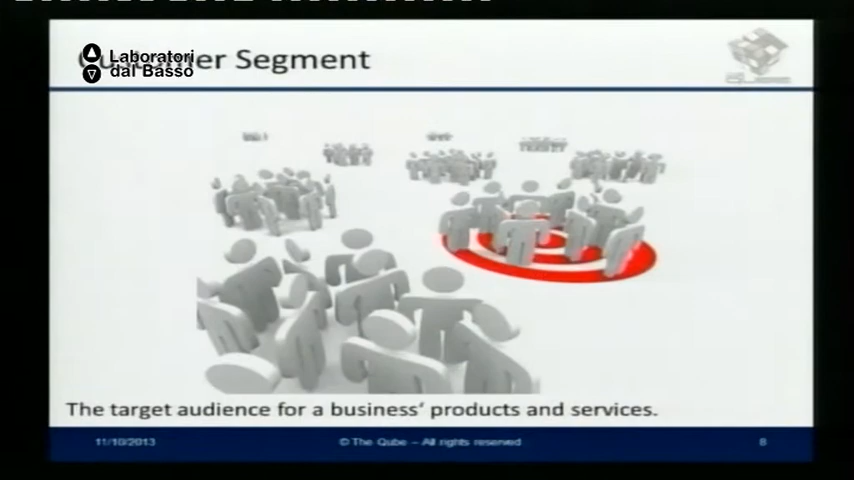 Customer Segment
Laboratori
dal Basso
The target audience for a business' products and services.
11/10/2013
© The Qube – All rights reserved
8